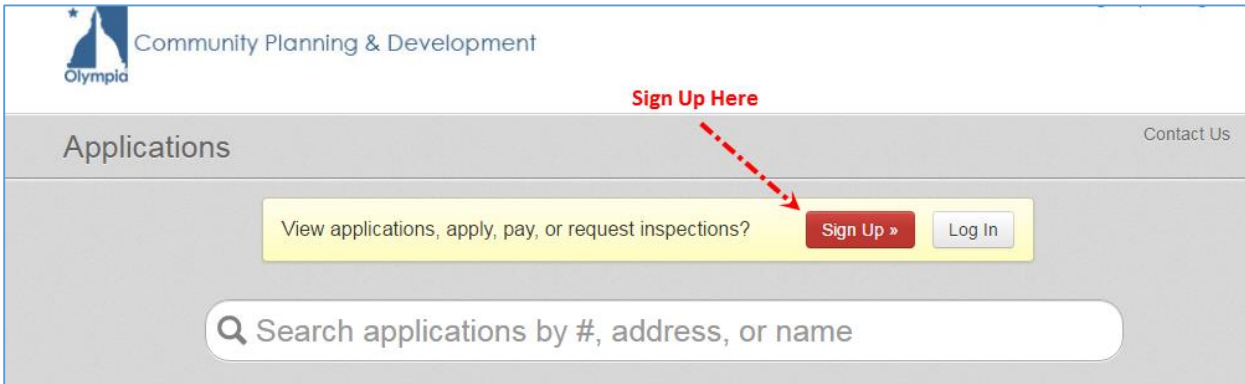 Community Planning & Development
Olympia
Sign Up Here
Applications
Contact Us
View applications, apply, pay, or request inspections?
Sign Up »
Log In
Search applications by #, address, or name